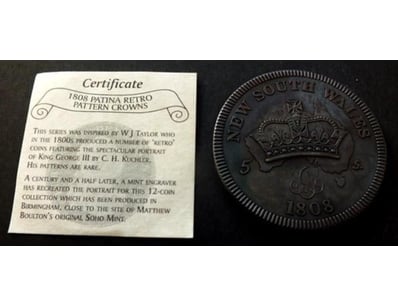 Certificate
1808 PATINA RETRO
PATTERN CROWNS
THIS SERIES WAS INSPIRED BY W J TAYLOR WHO
IN THE 1800S PRODUCED A NUMBER OF "RETRO"
COINS FEATURING THE SPECTACULAR PORTRAIT
OF KING GEORGE III BY C. H. KUCHLER.
HIS PATTERNS ARE RARE.
A CENTURY AND A HALF LATER, A MINT ENGRAVER
HAS RECREATED THE PORTRAIT FOR THIS 12-COIN
COLLECTION WHICH HAS BEEN PRODUCED IN
BIRMINGHAM, CLOSE TO THE SITE OF MATTHEW
BOULTON'S ORIGINAL SOHO MINT.
NEW SOUTH WALES
5 S.
1808